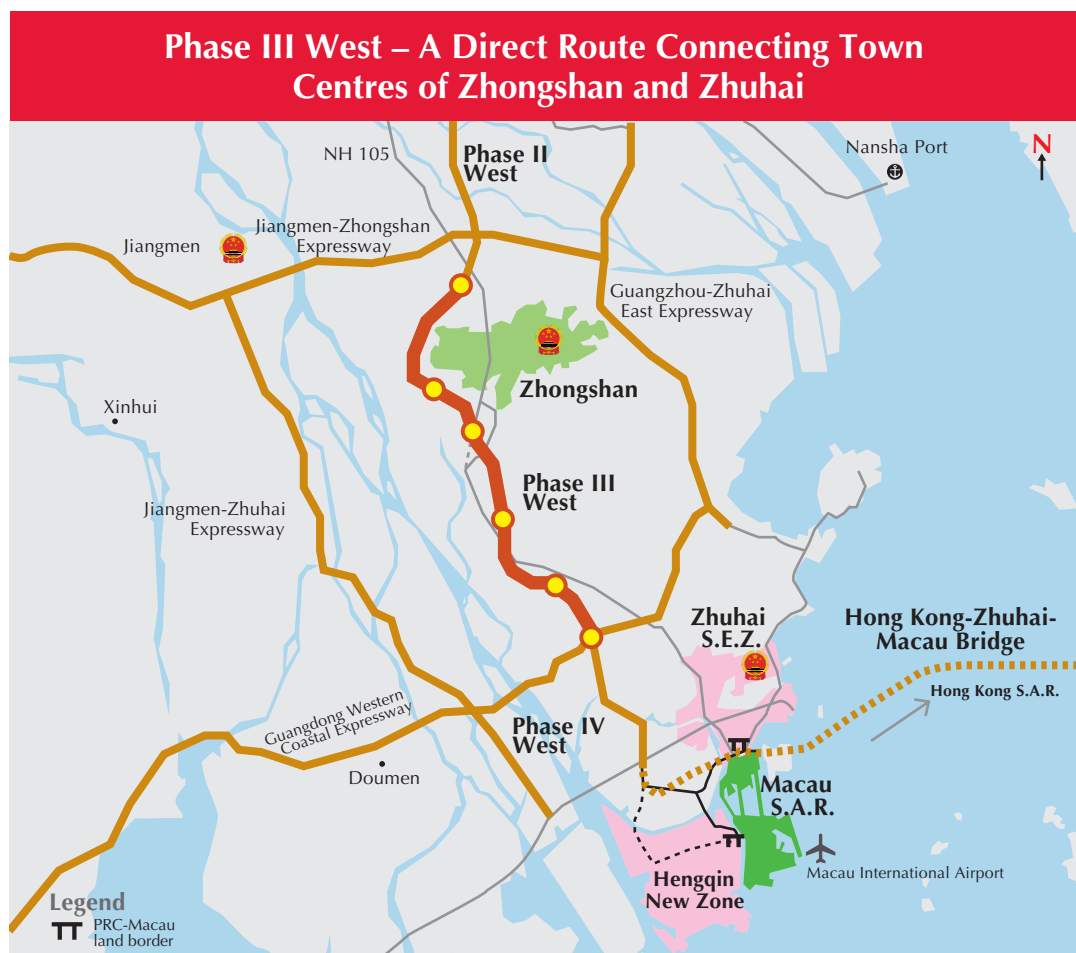 Phase III West – A Direct Route Connecting Town
Centres of Zhongshan and Zhuhai
NH 105
Phase II
West
Nansha Port
N
Jiangmen
Jiangmen-Zhongshan
Expressway
Guangzhou-Zhuhai
East Expressway
Zhongshan
Xinhui
Phase III
West
Jiangmen-Zhuhai
Expressway
Zhuhai
S.E.Z.
Hong Kong-Zhuhai-
Macau Bridge
Hong Kong S.A.R.
Guangdong Western
Coastal Expressway
Phase IV
West
Doumen
Macau
S.A.R.
Macau International Airport
Hengqin
New Zone
Legend
PRC-Macau
land border